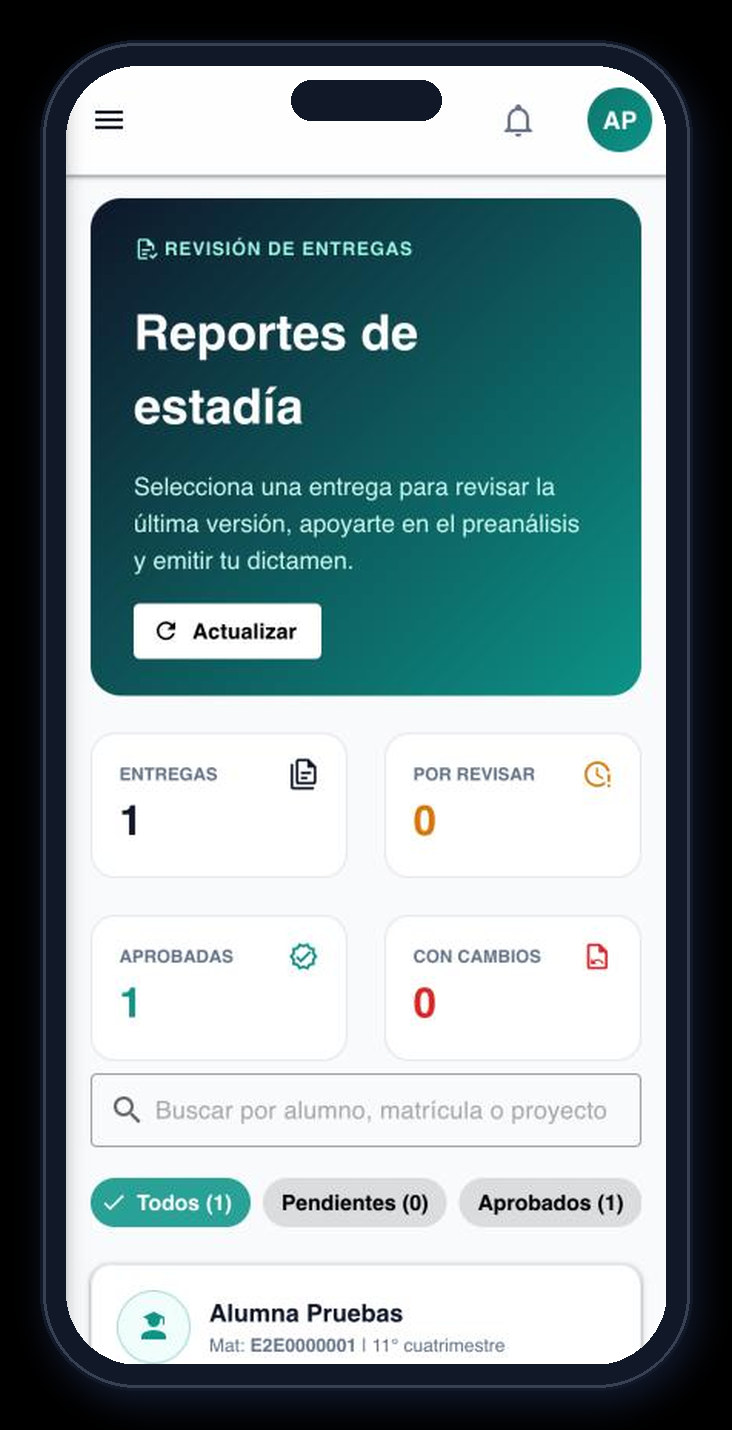 AP
REVISIÓN DE ENTREGAS
Reportes de
estadía
Selecciona una entrega para revisar la
última versión, apoyarte en el preanálisis
y emitir tu dictamen.
Actualizar
ENTREGAS
1
POR REVISAR
0
APROBADAS
1
CON CAMBIOS
0
Buscar por alumno, matrícula o proyecto
Todos (1)
Pendientes (0)
Aprobados (1)
Alumna Pruebas
Mat: E2E0000001 | 11° cuatrimestre